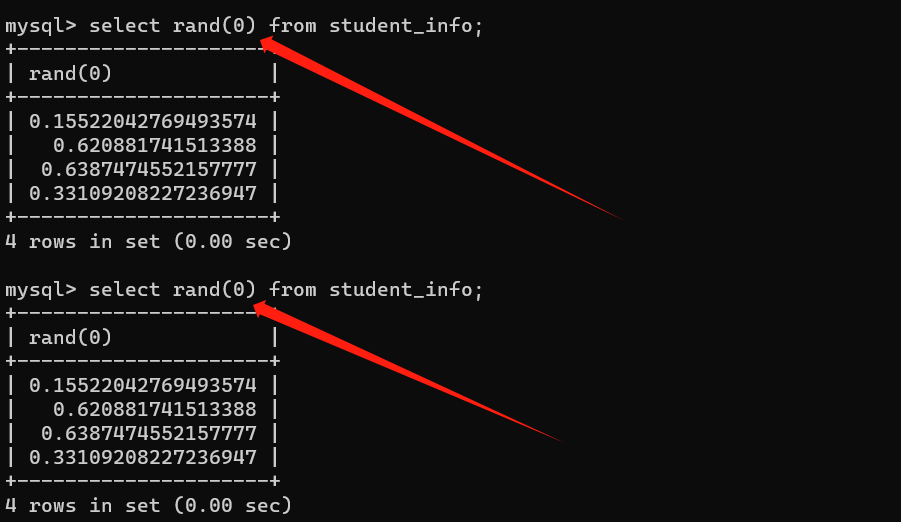 mysql> select rand(0) from student_info;
+--------------------+
| rand(0)             |
+--------------------+
| 0.15522042769493574 |
|   0.620881741513388 |
|  0.6387474552157777 |
| 0.33109208227236947 |
+--------------------+
4 rows in set (0.00 sec)
mysql> select rand(0) from student_info;
+--------------------+
| rand(0)             |
+--------------------+
| 0.15522042769493574 |
|   0.620881741513388 |
|  0.6387474552157777 |
| 0.33109208227236947 |
+--------------------+
4 rows in set (0.00 sec)